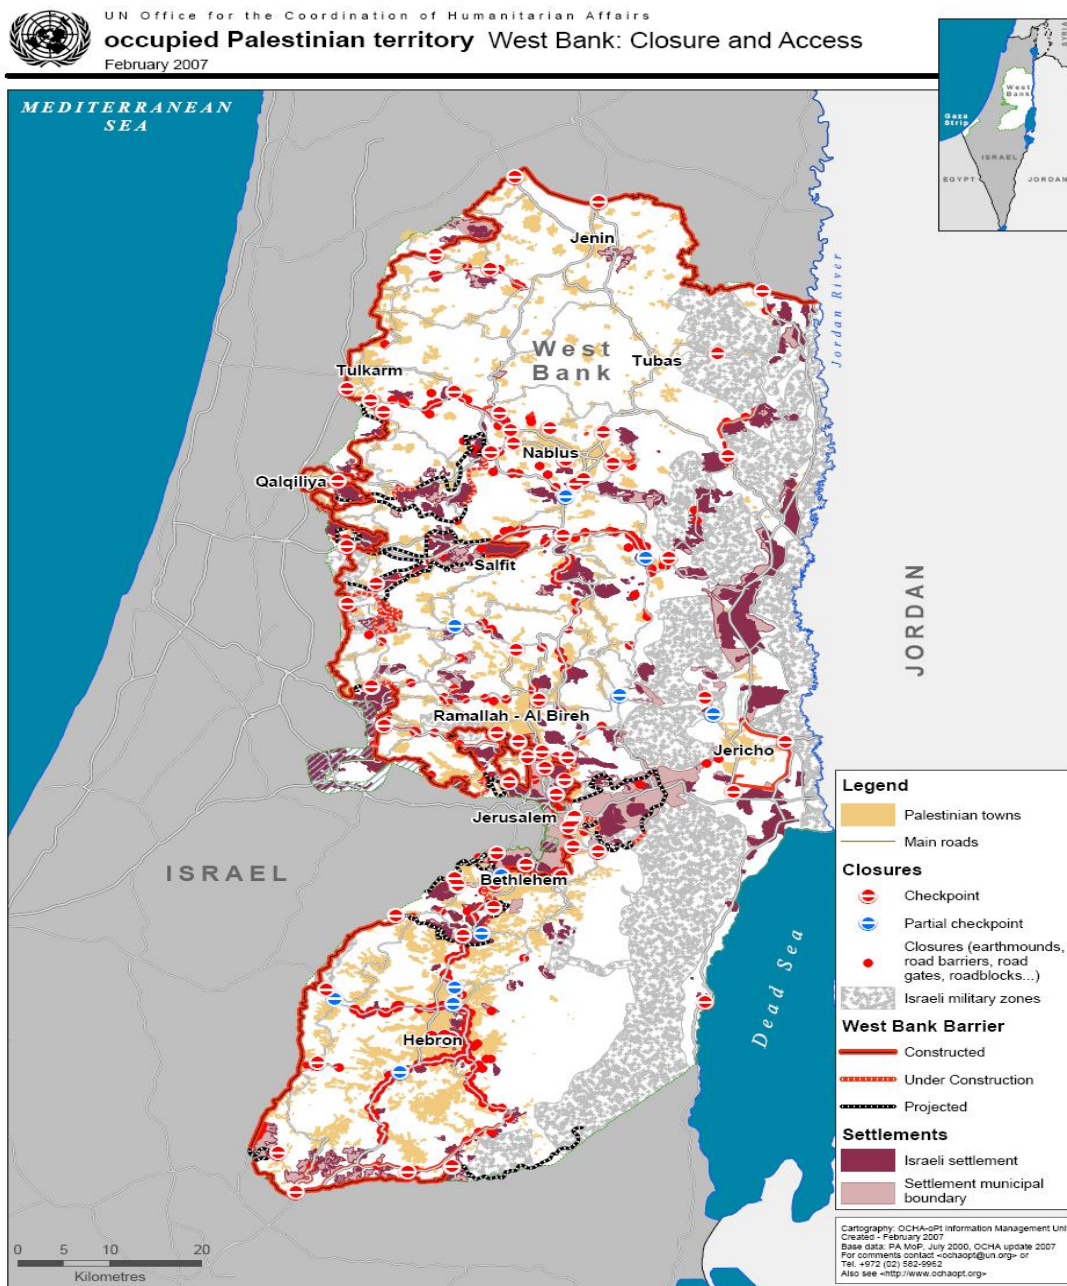 UN Office for the Coordination of Humanitarian Affairs
occupied Palestinian territory West Bank: Closure and Access
February 2007
SYRIA
West
Bank
Gaza
Strip
ISRAEL
EGYPT
JORDAN
MEDITERRANEAN
SEA
Jenin
Jordan River
West
Bank
Tubas
Tulkarm
Nablus
Qalqiliya
Salfit
JORDAN
Ramallah - Al Bireh
Jericho
Jerusalem
ISRAEL
Bethlehem
Dead Sea
Hebron
Legend
Palestinian towns
Main roads
Closures
Checkpoint
Partial checkpoint
Closures (earthmounds,
road barriers, road
gates, roadblocks...)
Israeli military zones
West Bank Barrier
Constructed
Under Construction
Projected
Settlements
Israeli settlement
Settlement municipal
boundary
Cartography: OCHA-oPt Information Management Uni
Created - February 2007
Base data: PA MoP, July 2000, OCHA update 2007
For comments contact <ochaopt@un.org> or
Tel. +972 (02) 582-9962
Also see <http://www.ochaopt.org>
0 5 10 20
Kilometres